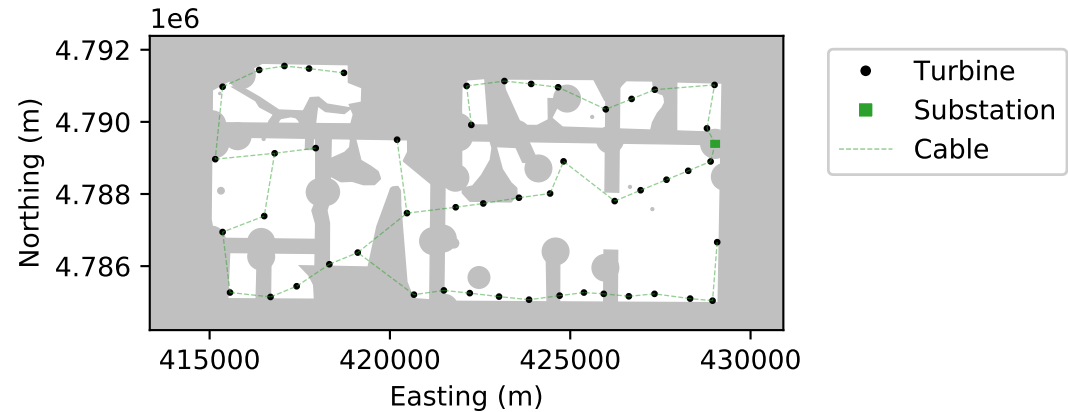 1e6
4.792
4.790
4.788
4.786
Northing (m)
415000 420000 425000 430000
Easting (m)
Turbine
Substation
Cable